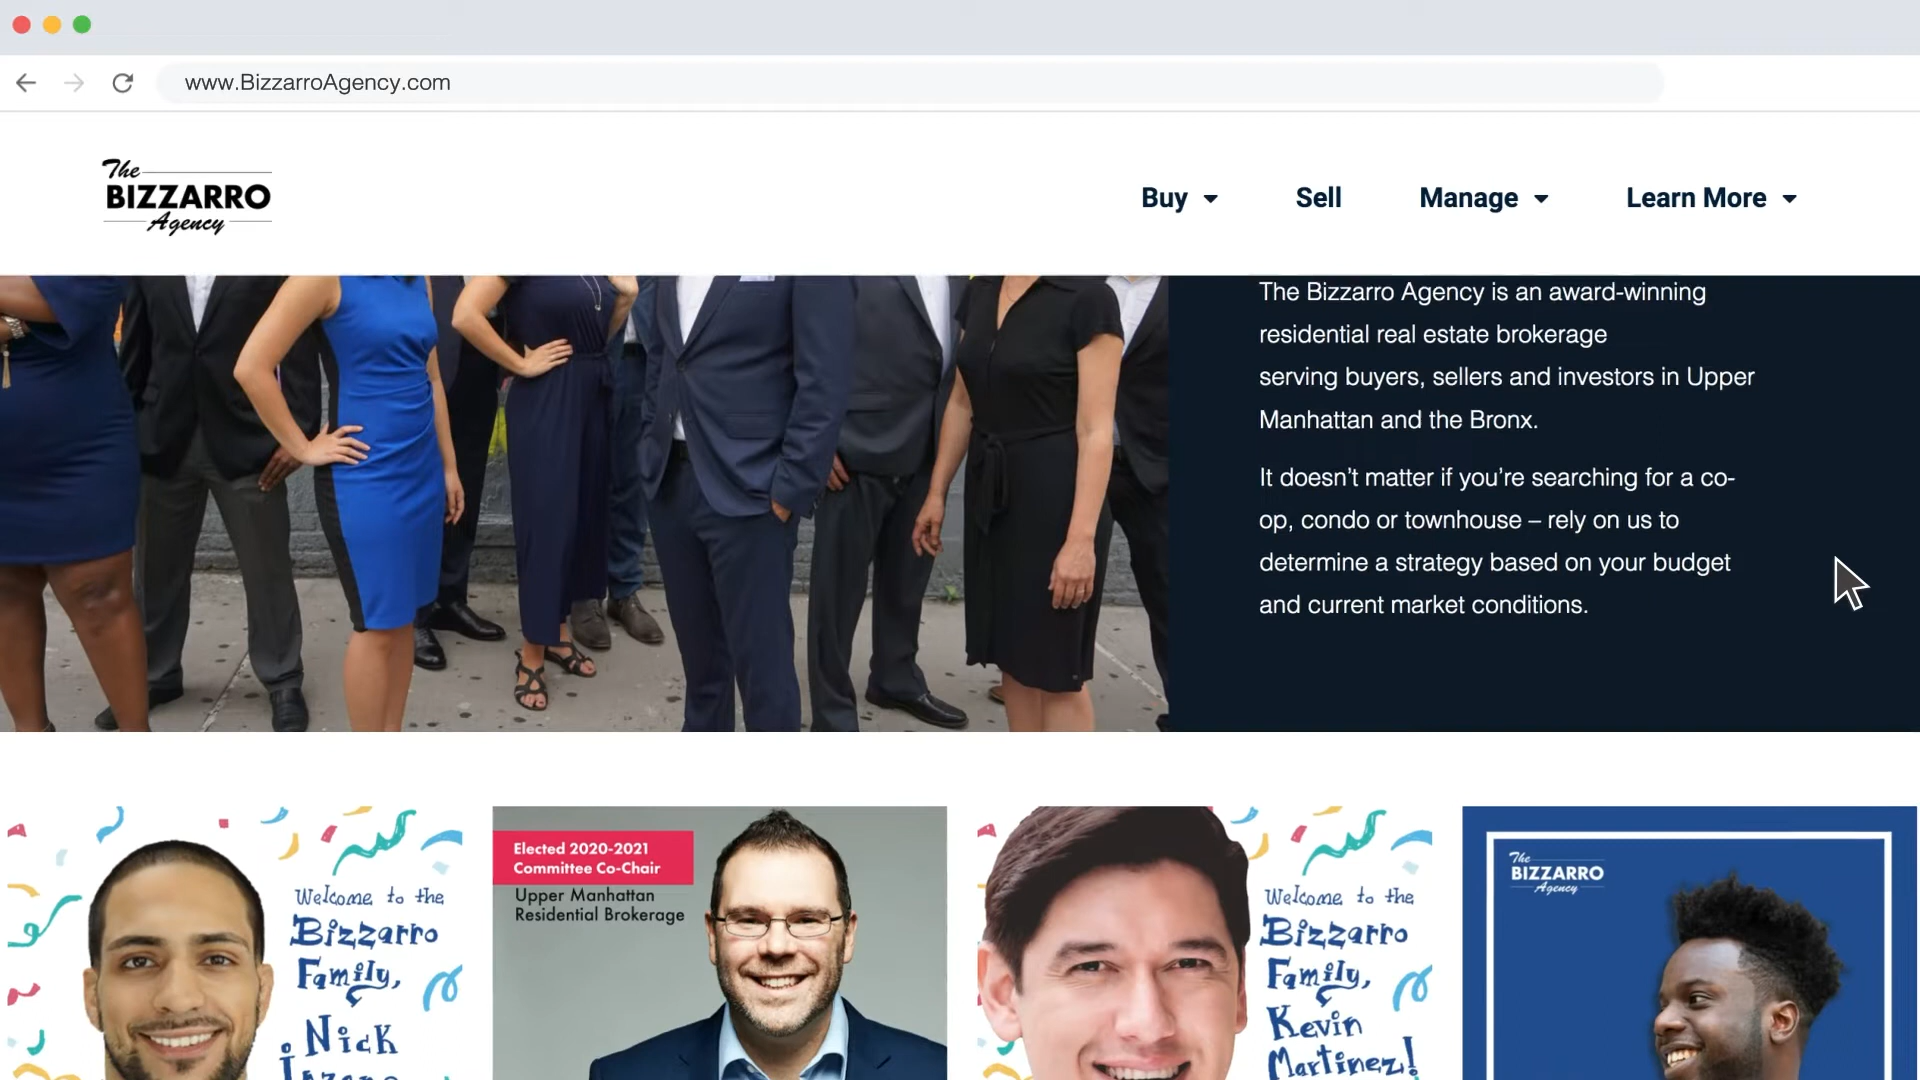 www.BizzarroAgency.com
The
BIZZARRO
Agency
Buy
Sell
Manage
Learn More
The Bizzarro Agency is an award-winning
residential real estate brokerage
serving buyers, sellers and investors in Upper
Manhattan and the Bronx.
It doesn’t matter if you’re searching for a co-
op, condo or townhouse – rely on us to
determine a strategy based on your budget
and current market conditions.
Welcome to the
Bizzarro
Family,
Nick
Elected 2020-2021
Committee Co-Chair
Upper Manhattan
Residential Brokerage
Welcome to the
Bizzarro
Family,
Kevin
Martinez!
The
BIZZARRO
Agency